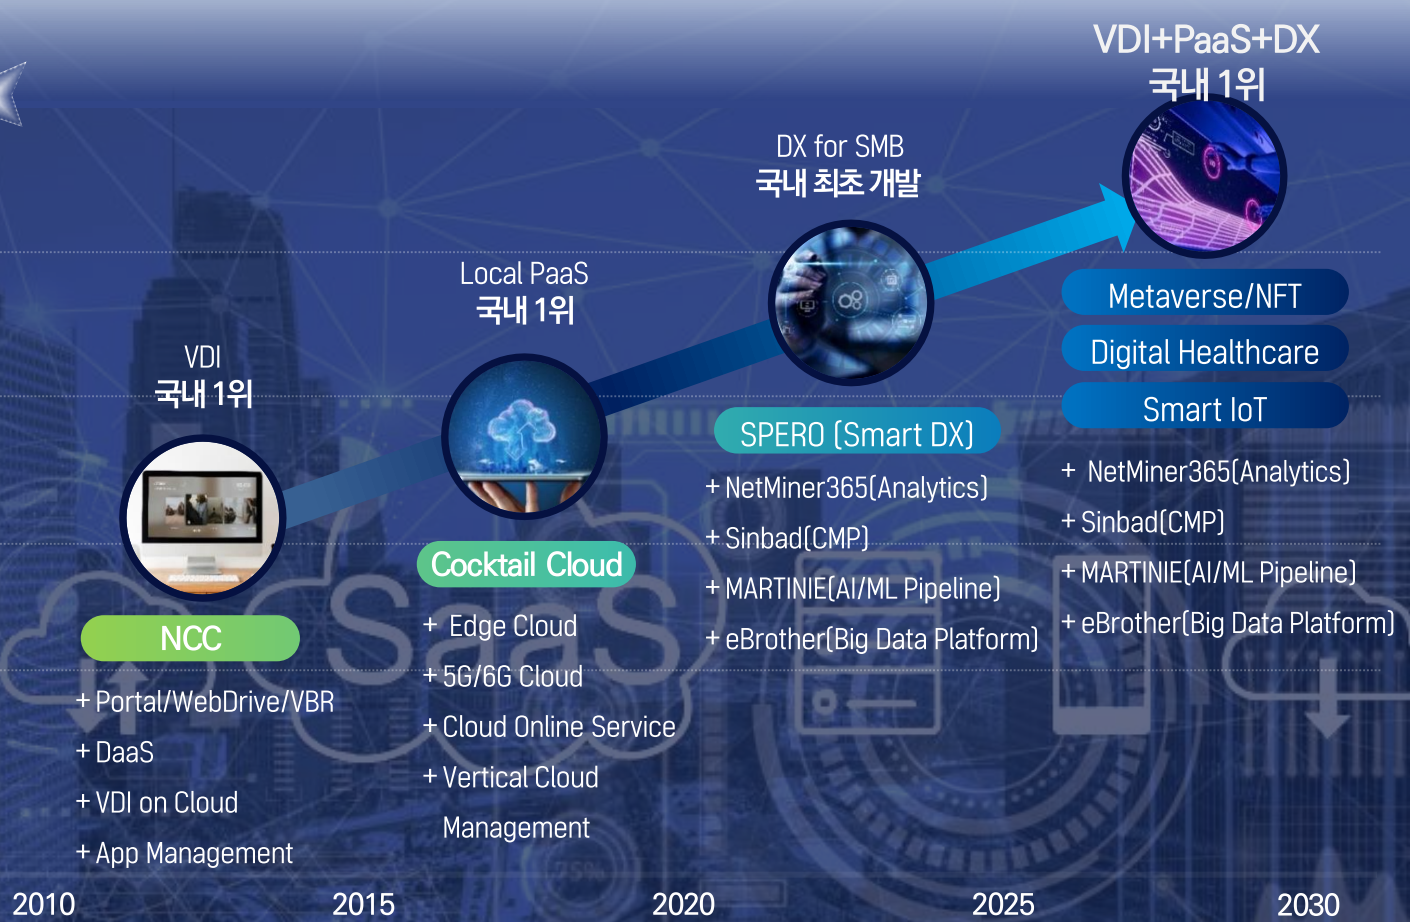 VDI+PaaS+DX
국내 1위
DX for SMB
국내 최초 개발
Local PaaS
국내 1위
VDI
국내 1위
NCC
+ Portal/WebDrive/VBR
+ DaaS
+ VDI on Cloud
+ App Management
Cocktail Cloud
+ Edge Cloud
+ 5G/6G Cloud
+ Cloud Online Service
+ Vertical Cloud
Management
SPERO (Smart DX)
+ NetMiner365(Analytics)
+ Sinbad(CMP)
+ MARTINIE(AI/ML Pipeline)
+ eBrother(Big Data Platform)
Metaverse/NFT
Digital Healthcare
Smart IoT
+ NetMiner365(Analytics)
+ Sinbad(CMP)
+ MARTINIE(AI/ML Pipeline)
+ eBrother(Big Data Platform)
SaaS
75%
2010 2015 2020 2025 2030